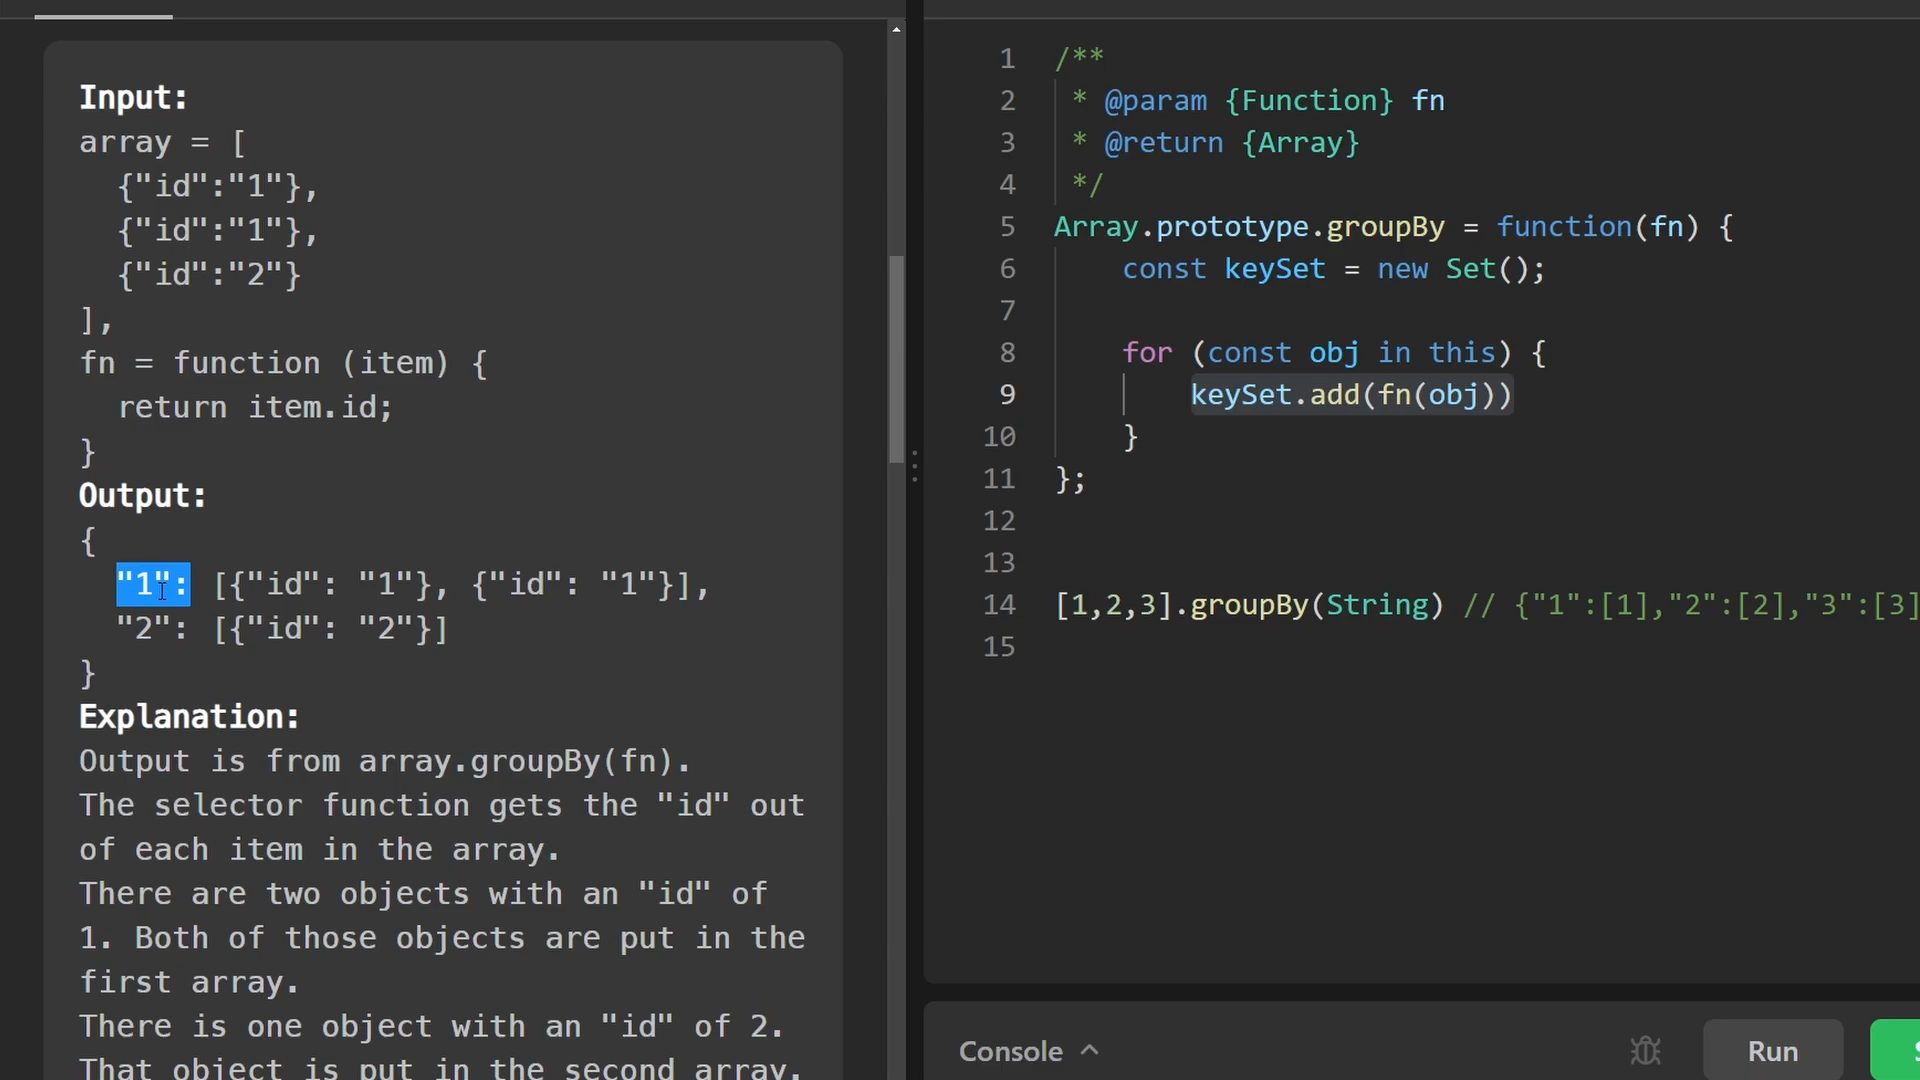 Input:
array = [
  {"id":"1"},
  {"id":"1"},
  {"id":"2"}
],
fn = function (item) {
  return item.id;
}
Output:
{
  "1": [{"id": "1"}, {"id": "1"}],
  "2": [{"id": "2"}]
}
Explanation:
Output is from array.groupBy(fn).
The selector function gets the "id" out
of each item in the array.
There are two objects with an "id" of
1. Both of those objects are put in the
first array.
There is one object with an "id" of 2.
That object is put in the second array.
1 /**
2  * @param {Function} fn
3  * @return {Array}
4  */
5 Array.prototype.groupBy = function(fn) {
6     const keySet = new Set();
7
8     for (const obj in this) {
9         keySet.add(fn(obj))
10     }
11 };
12
13
14 [1,2,3].groupBy(String) // {"1":[1],"2":[2],"3":[3]
15
Console
Run